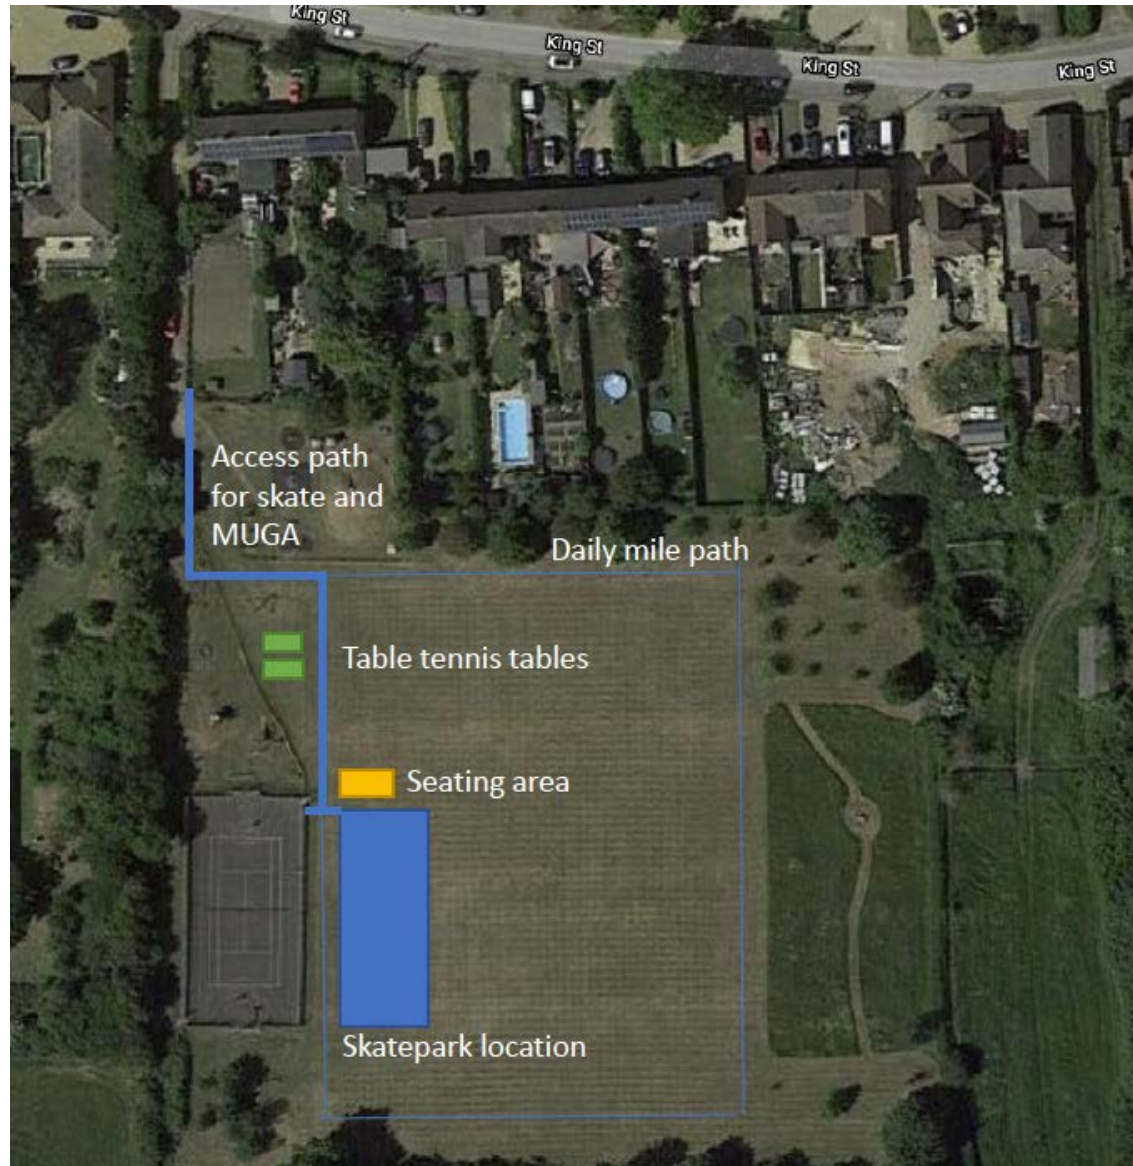 King St
King St
King St
King St
Access path
for skate and
MUGA
Daily mile path
Table tennis tables
Seating area
Skatepark location